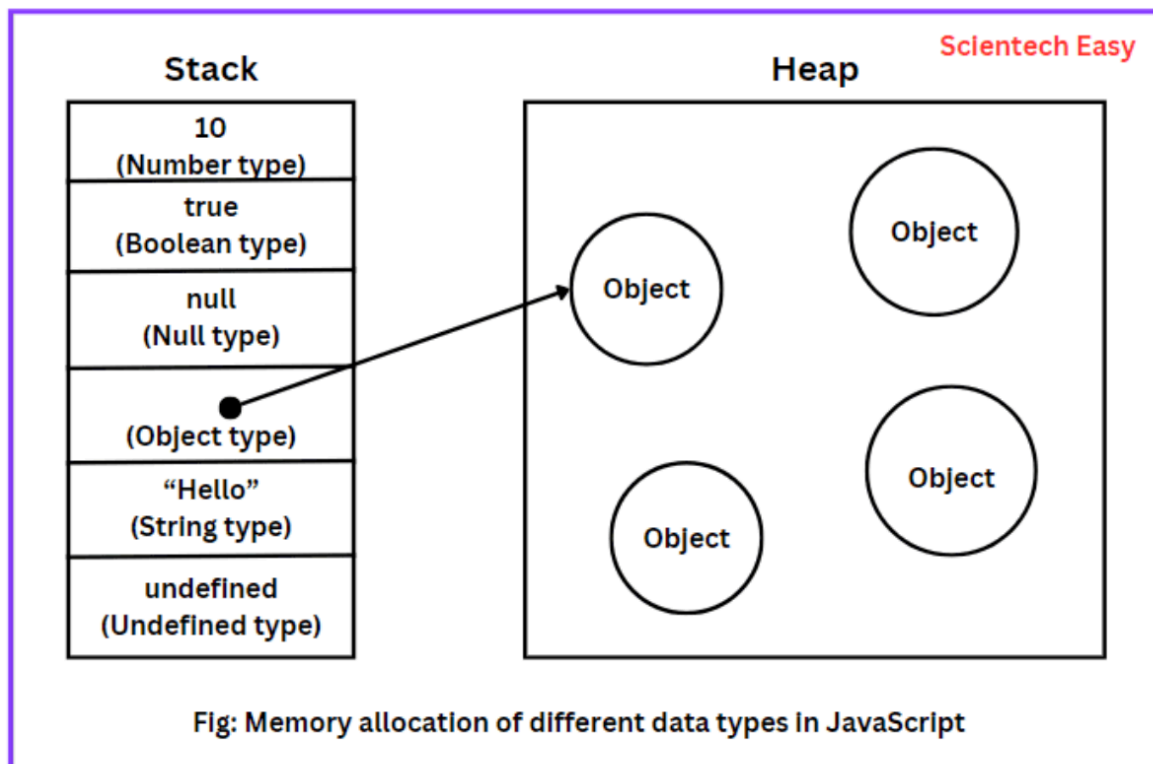 Scientech Easy
Stack
Heap
10
(Number type)
true
(Boolean type)
null
(Null type)
(Object type)
“Hello”
(String type)
undefined
(Undefined type)
Object
Object
Object
Object
Fig: Memory allocation of different data types in JavaScript